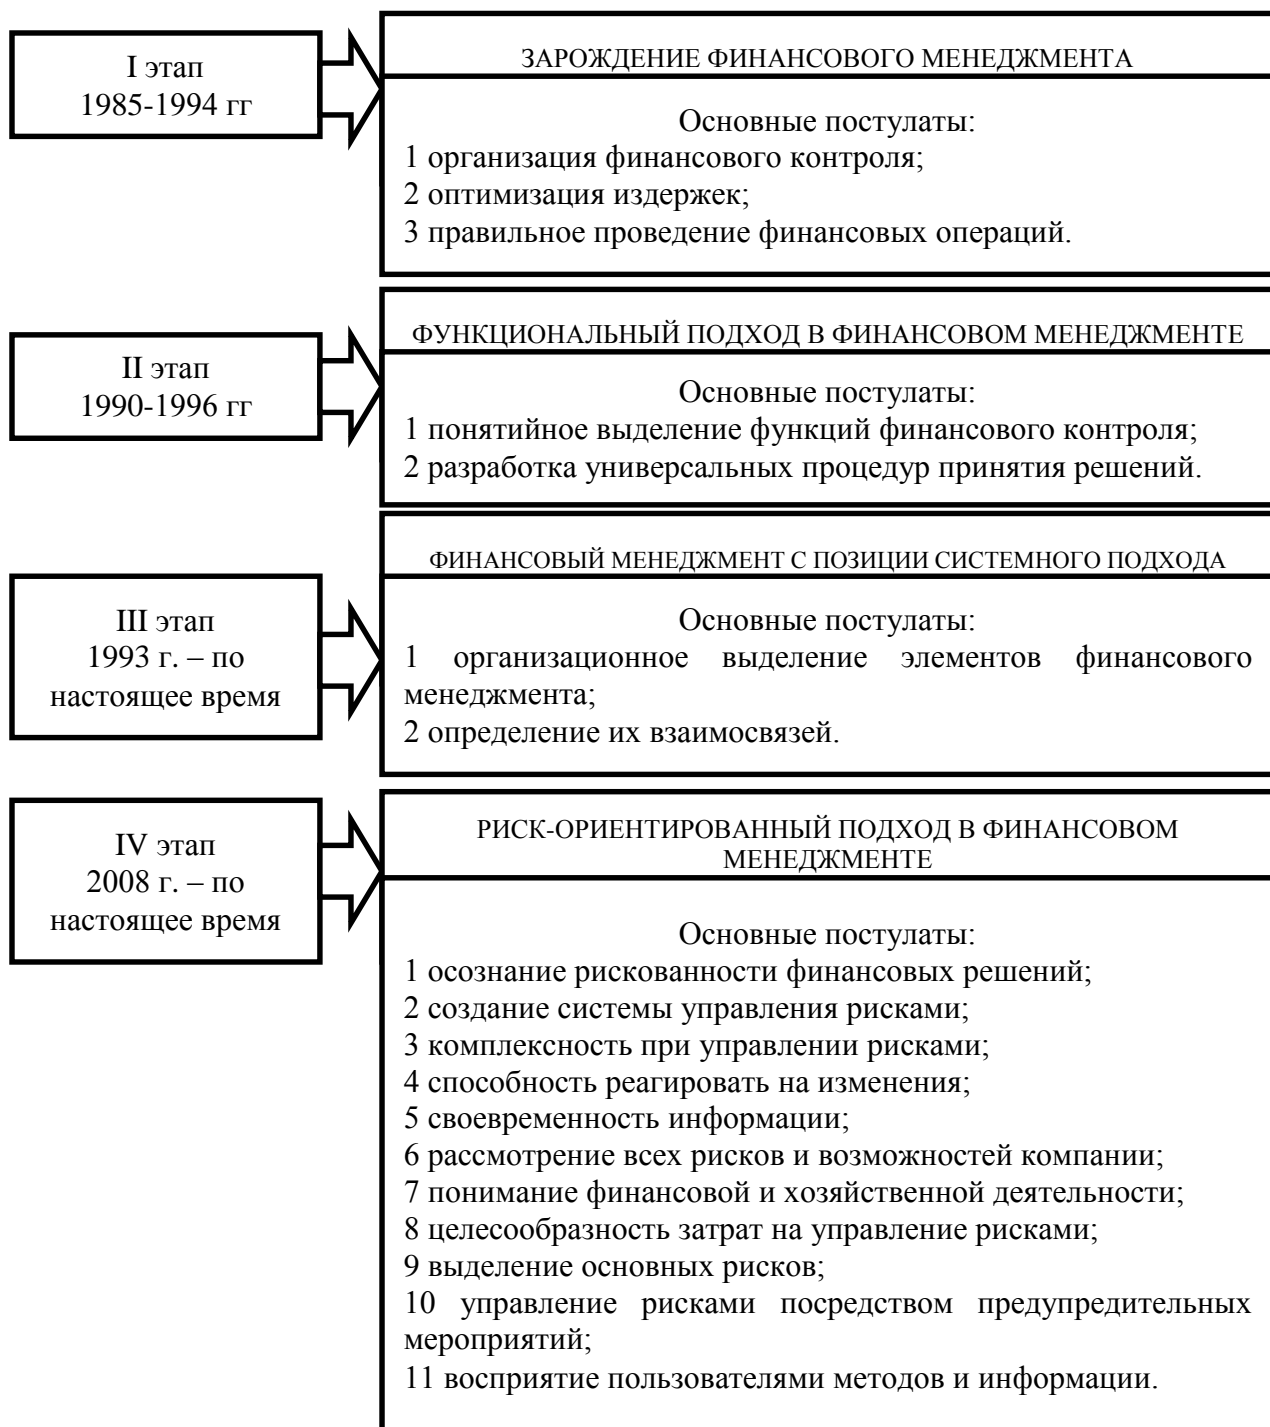 I этап
1985-1994 гг
ЗАРОЖДЕНИЕ ФИНАНСОВОГО МЕНЕДЖМЕНТА
Основные постулаты:
1 организация финансового контроля;
2 оптимизация издержек;
3 правильное проведение финансовых операций.
II этап
1990-1996 гг
ФУНКЦИОНАЛЬНЫЙ ПОДХОД В ФИНАНСОВОМ МЕНЕДЖМЕНТЕ
Основные постулаты:
1 понятийное выделение функций финансового контроля;
2 разработка универсальных процедур принятия решений.
III этап
1993 г. – по
настоящее время
ФИНАНСОВЫЙ МЕНЕДЖМЕНТ С ПОЗИЦИИ СИСТЕМНОГО ПОДХОДА
Основные постулаты:
1 организационное выделение элементов финансового
менеджмента;
2 определение их взаимосвязей.
IV этап
2008 г. – по
настоящее время
РИСК-ОРИЕНТИРОВАННЫЙ ПОДХОД В ФИНАНСОВОМ
МЕНЕДЖМЕНТЕ
Основные постулаты:
1 осознание рискованности финансовых решений;
2 создание системы управления рисками;
3 комплексность при управлении рисками;
4 способность реагировать на изменения;
5 своевременность информации;
6 рассмотрение всех рисков и возможностей компании;
7 понимание финансовой и хозяйственной деятельности;
8 целесообразность затрат на управление рисками;
9 выделение основных рисков;
10 управление рисками посредством предупредительных
мероприятий;
11 восприятие пользователями методов и информации.